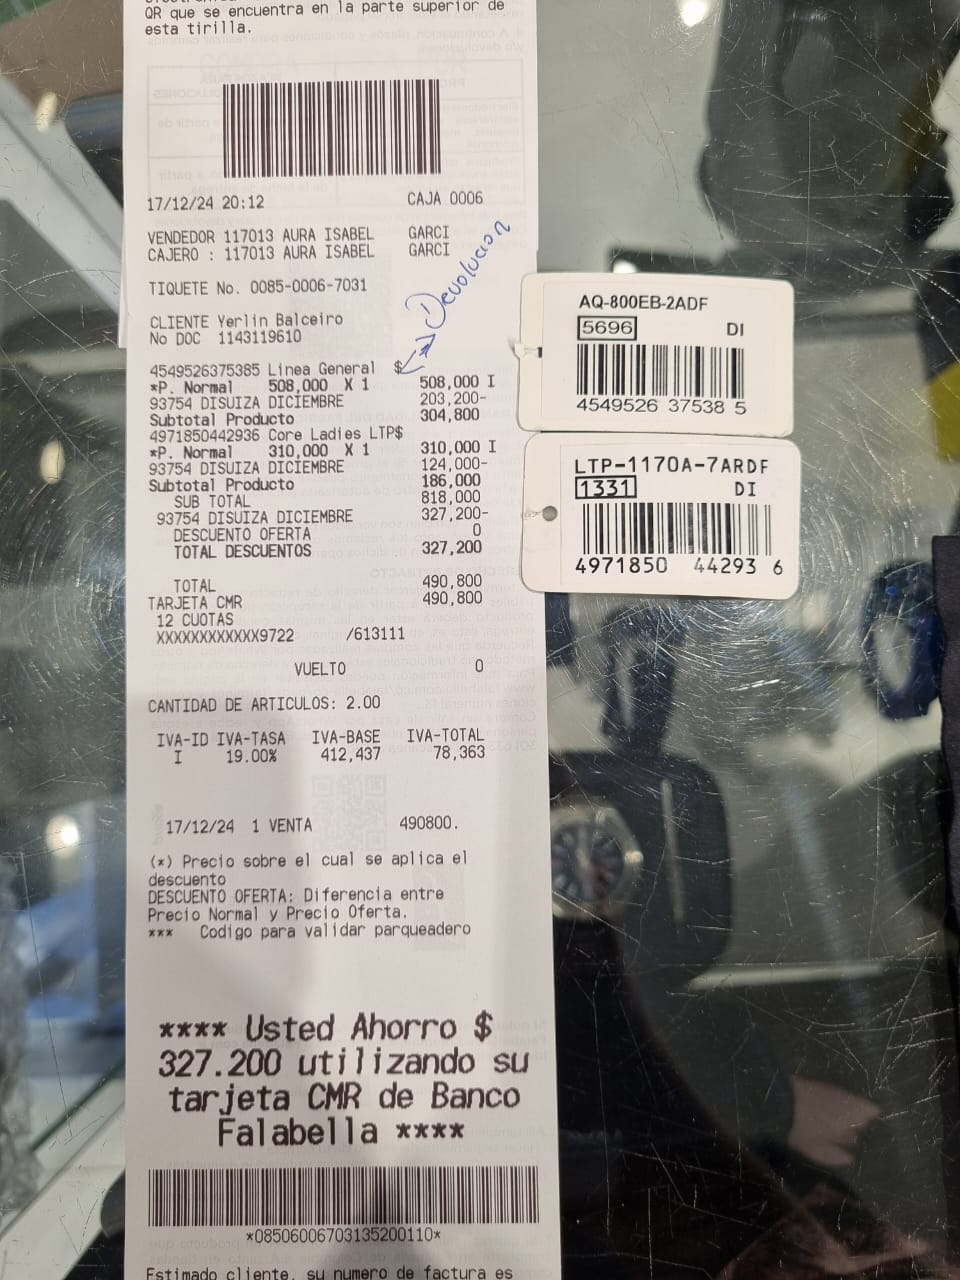 QR que se encuentra en la parte superior de
esta tirilla.
17/12/24 20:12 CAJA 0006
VENDEDOR 117013 AURA ISABEL GARCI
CAJERO : 117013 AURA ISABEL GARCI
TIQUETE No. 0085-0006-7031
Devolucion
CLIENTE Yerlin Balceiro
No DOC 1143119610
4549526375385 Linea General $
*P. Normal 508,000 X 1 508,000 I
93754 DISUIZA DICIEMBRE 203,200-
Subtotal Producto 304,800
4971850442936 Core Ladies LTP$
*P. Normal 310,000 X 1 310,000 I
93754 DISUIZA DICIEMBRE 124,000-
Subtotal Producto 186,000
SUB TOTAL 818,000
93754 DISUIZA DICIEMBRE 327,200-
DESCUENTO OFERTA 0
TOTAL DESCUENTOS 327,200
TOTAL 490,800
TARJETA CMR 490,800
12 CUOTAS
XXXXXXXXXXXX9722 /613111
VUELTO 0
CANTIDAD DE ARTICULOS: 2.00
IVA-ID IVA-TASA IVA-BASE IVA-TOTAL
I 19.00% 412,437 78,363
17/12/24 1 VENTA 490800.
(*) Precio sobre el cual se aplica el
descuento
DESCUENTO OFERTA: Diferencia entre
Precio Normal y Precio Oferta.
*** Codigo para validar parqueadero
**** Usted Ahorro $
327.200 utilizando su
tarjeta CMR de Banco
Falabella ****
*08506006703135200110*
Estimado cliente, su numero de factura es
AQ-800EB-2ADF
5696 DI
4549526 37538 5
LTP-1170A-7ARDF
1331 DI
4971850 44293 6